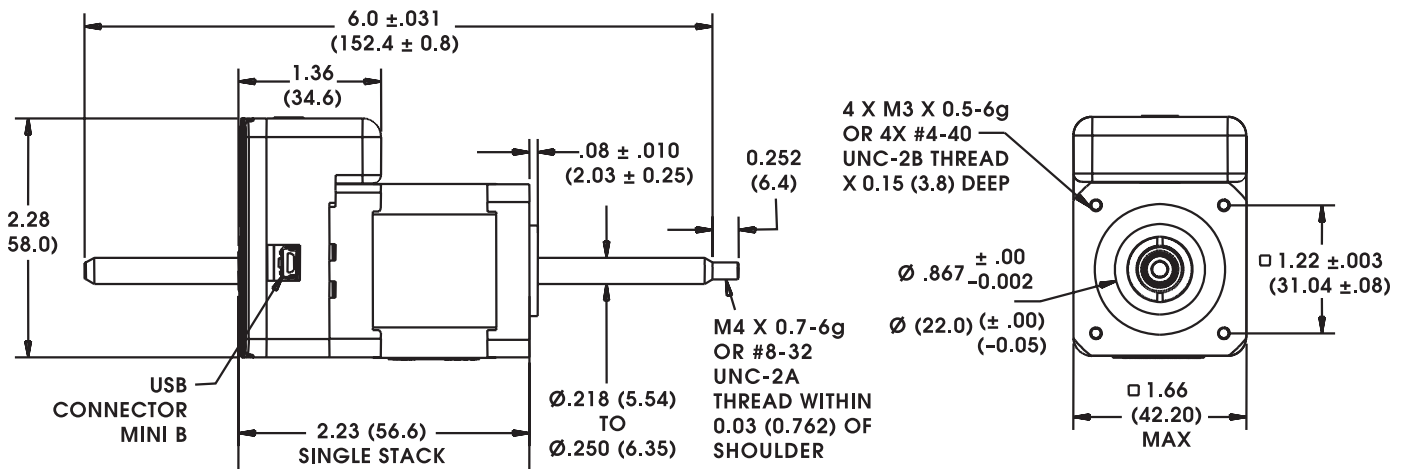 6.0 ±.031
(152.4 ± 0.8)
1.36
(34.6)
.08 ± .010
(2.03 ± 0.25)
0.252
(6.4)
2.28
58.0)
USB
CONNECTOR
MINI B
2.23 (56.6)
SINGLE STACK
Ø.218 (5.54)
TO
Ø.250 (6.35)
M4 X 0.7-6g
OR #8-32
UNC-2A
THREAD WITHIN
0.03 (0.762) OF
SHOULDER
4 X M3 X 0.5-6g
OR 4X #4-40
UNC-2B THREAD
X 0.15 (3.8) DEEP
Ø .867 ± .00
-0.002
Ø (22.0) (± .00)
(-0.05)
□ 1.22 ±.003
(31.04 ±.08)
□ 1.66
(42.20)
MAX